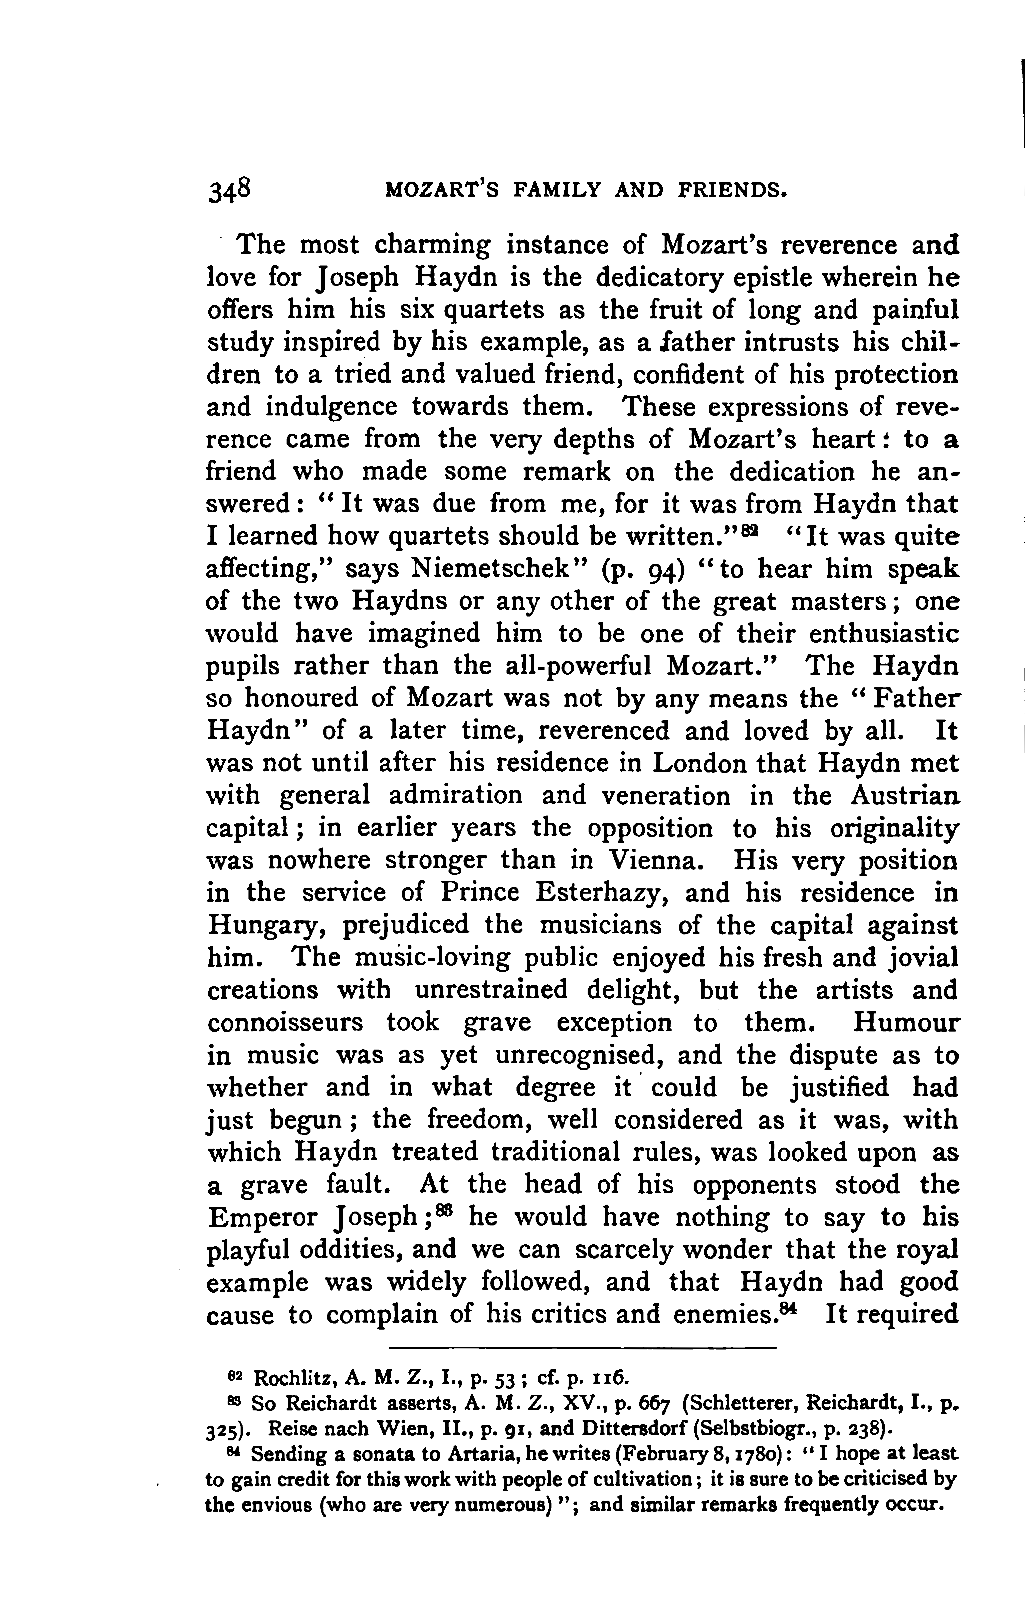 348 MOZART'S FAMILY AND FRIENDS.
The most charming instance of Mozart's reverence and
love for Joseph Haydn is the dedicatory epistle wherein he
offers him his six quartets as the fruit of long and painful
study inspired by his example, as a father intrusts his chil-
dren to a tried and valued friend, confident of his protection
and indulgence towards them. These expressions of reve-
rence came from the very depths of Mozart's heart: to a
friend who made some remark on the dedication he an-
swered: "It was due from me, for it was from Haydn that
I learned how quartets should be written."⁸² "It was quite
affecting," says Niemetschek" (p. 94) "to hear him speak
of the two Haydns or any other of the great masters; one
would have imagined him to be one of their enthusiastic
pupils rather than the all-powerful Mozart." The Haydn
so honoured of Mozart was not by any means the "Father
Haydn" of a later time, reverenced and loved by all. It
was not until after his residence in London that Haydn met
with general admiration and veneration in the Austrian
capital; in earlier years the opposition to his originality
was nowhere stronger than in Vienna. His very position
in the service of Prince Esterhazy, and his residence in
Hungary, prejudiced the musicians of the capital against
him. The music-loving public enjoyed his fresh and jovial
creations with unrestrained delight, but the artists and
connoisseurs took grave exception to them. Humour
in music was as yet unrecognised, and the dispute as to
whether and in what degree it could be justified had
just begun; the freedom, well considered as it was, with
which Haydn treated traditional rules, was looked upon as
a grave fault. At the head of his opponents stood the
Emperor Joseph;⁸³ he would have nothing to say to his
playful oddities, and we can scarcely wonder that the royal
example was widely followed, and that Haydn had good
cause to complain of his critics and enemies.⁸⁴ It required
⁸² Rochlitz, A. M. Z., I., p. 53; cf. p. 116.
⁸³ So Reichardt asserts, A. M. Z., XV., p. 667 (Schletterer, Reichardt, I., p.
325). Reise nach Wien, II., p. 91, and Dittersdorf (Selbstbiogr., p. 238).
⁸⁴ Sending a sonata to Artaria, he writes (February 8, 1780): "I hope at least
to gain credit for this work with people of cultivation; it is sure to be criticised by
the envious (who are very numerous)"; and similar remarks frequently occur.